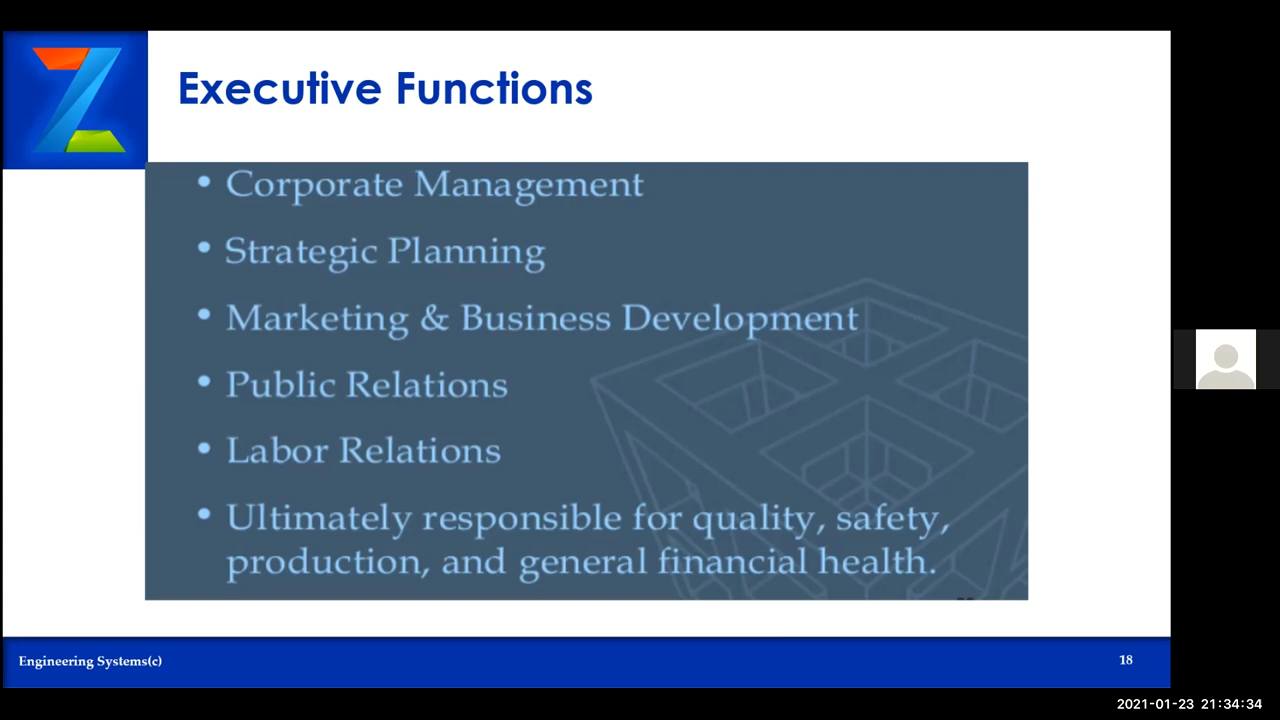 Executive Functions
• Corporate Management
• Strategic Planning
• Marketing & Business Development
• Public Relations
• Labor Relations
• Ultimately responsible for quality, safety,
production, and general financial health.
Engineering Systems(c)
18
2021-01-23 21:34:34